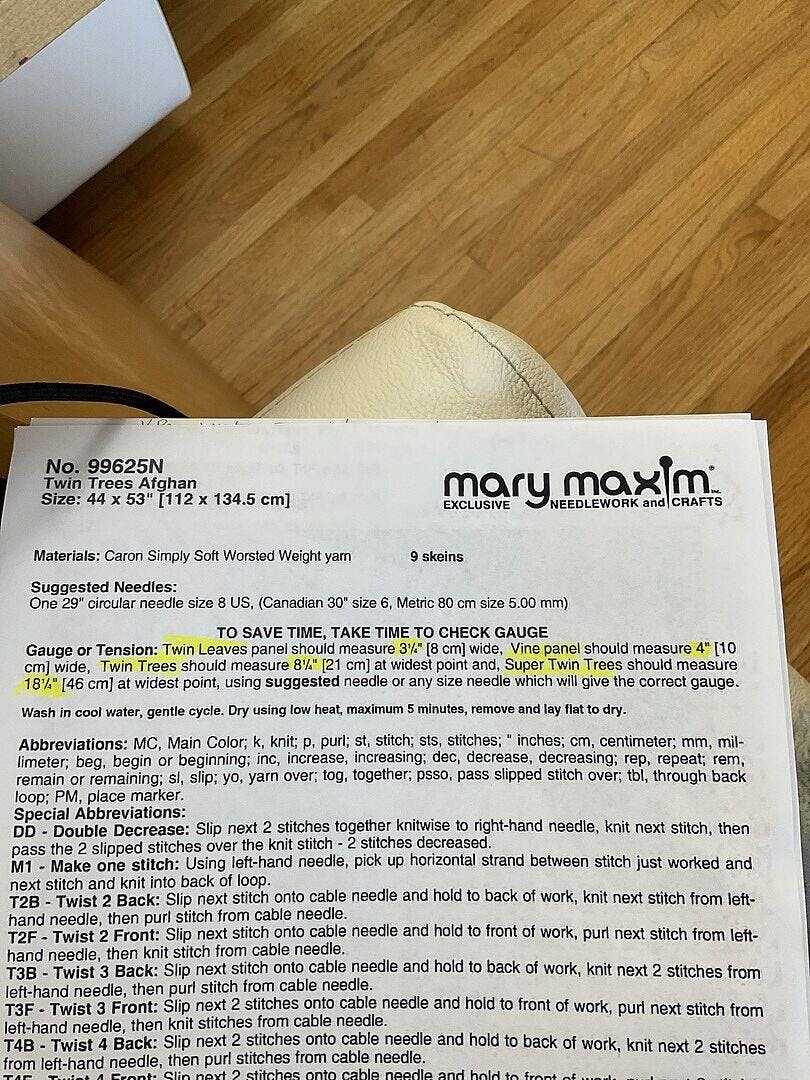 No. 99625N
Twin Trees Afghan
Size: 44 x 53" [112 x 134.5 cm]
mary maxim® inc.
EXCLUSIVE NEEDLEWORK and CRAFTS
Materials: Caron Simply Soft Worsted Weight yarn 9 skeins
Suggested Needles:
One 29" circular needle size 8 US, (Canadian 30" size 6, Metric 80 cm size 5.00 mm)
TO SAVE TIME, TAKE TIME TO CHECK GAUGE
Gauge or Tension: Twin Leaves panel should measure 3¼" [8 cm] wide, Vine panel should measure 4" [10
cm] wide, Twin Trees should measure 8¼" [21 cm] at widest point and, Super Twin Trees should measure
18¼" [46 cm] at widest point, using suggested needle or any size needle which will give the correct gauge.
Wash in cool water, gentle cycle. Dry using low heat, maximum 5 minutes, remove and lay flat to dry.
Abbreviations: MC, Main Color; k, knit; p, purl; st, stitch; sts, stitches; " inches; cm, centimeter; mm, mil-
limeter; beg, begin or beginning; inc, increase, increasing; dec, decrease, decreasing; rep, repeat; rem,
remain or remaining; sl, slip; yo, yarn over; tog, together; psso, pass slipped stitch over; tbl, through back
loop; PM, place marker.
Special Abbreviations:
DD - Double Decrease: Slip next 2 stitches together knitwise to right-hand needle, knit next stitch, then
pass the 2 slipped stitches over the knit stitch - 2 stitches decreased.
M1 - Make one stitch: Using left-hand needle, pick up horizontal strand between stitch just worked and
next stitch and knit into back of loop.
T2B - Twist 2 Back: Slip next stitch onto cable needle and hold to back of work, knit next stitch from left-
hand needle, then purl stitch from cable needle.
T2F - Twist 2 Front: Slip next stitch onto cable needle and hold to front of work, purl next stitch from left-
hand needle, then knit stitch from cable needle.
T3B - Twist 3 Back: Slip next stitch onto cable needle and hold to back of work, knit next 2 stitches from
left-hand needle, then purl stitch from cable needle.
T3F - Twist 3 Front: Slip next 2 stitches onto cable needle and hold to front of work, purl next stitch from
left-hand needle, then knit stitches from cable needle.
T4B - Twist 4 Back: Slip next 2 stitches onto cable needle and hold to back of work, knit next 2 stitches
from left-hand needle, then purl stitches from cable needle.
T4F - Twist 4 Front: Slip next 2 stitches onto cable needle and hold to front of work